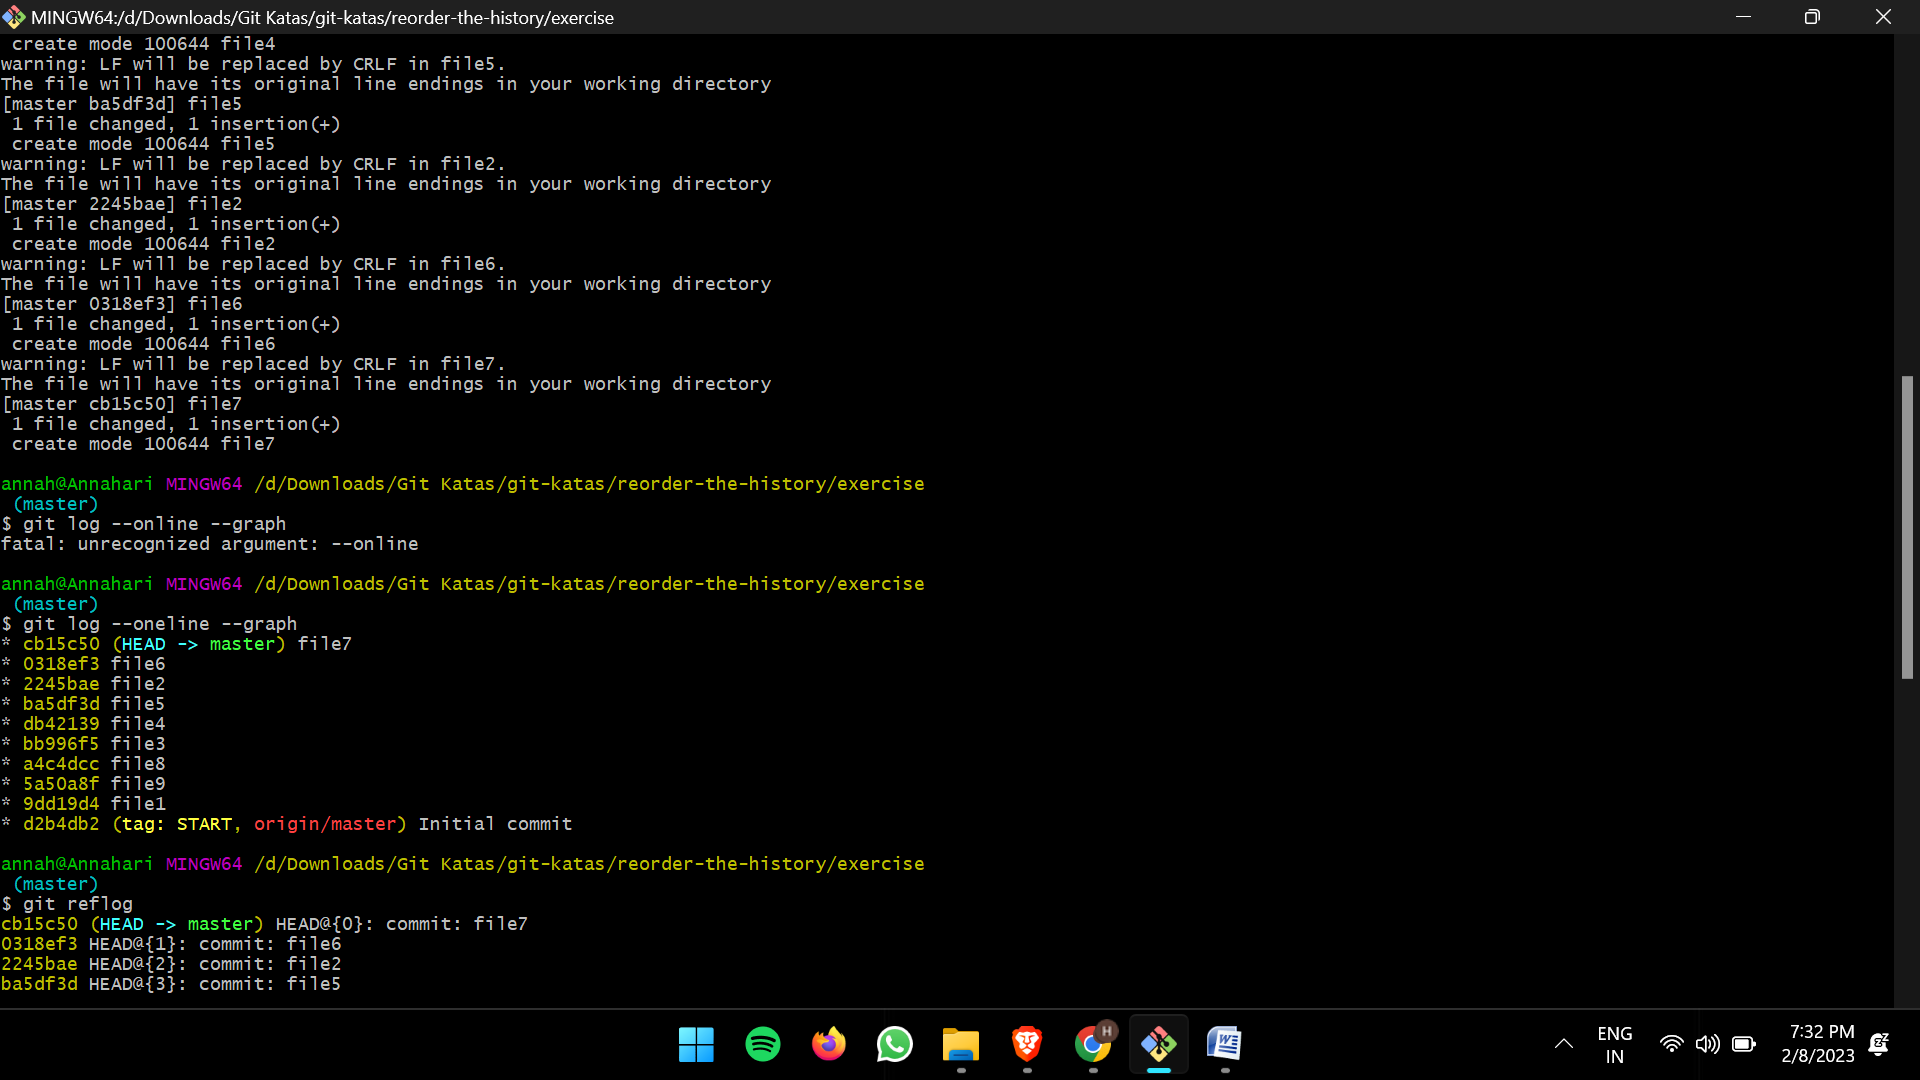 MINGW64:/d/Downloads/Git Katas/git-katas/reorder-the-history/exercise
 create mode 100644 file4
warning: LF will be replaced by CRLF in file5.
The file will have its original line endings in your working directory
[master ba5df3d] file5
 1 file changed, 1 insertion(+)
 create mode 100644 file5
warning: LF will be replaced by CRLF in file2.
The file will have its original line endings in your working directory
[master 2245bae] file2
 1 file changed, 1 insertion(+)
 create mode 100644 file2
warning: LF will be replaced by CRLF in file6.
The file will have its original line endings in your working directory
[master 0318ef3] file6
 1 file changed, 1 insertion(+)
 create mode 100644 file6
warning: LF will be replaced by CRLF in file7.
The file will have its original line endings in your working directory
[master cb15c50] file7
 1 file changed, 1 insertion(+)
 create mode 100644 file7
annah@Annahari MINGW64 /d/Downloads/Git Katas/git-katas/reorder-the-history/exercise
 (master)
$ git log --online --graph
fatal: unrecognized argument: --online
annah@Annahari MINGW64 /d/Downloads/Git Katas/git-katas/reorder-the-history/exercise
 (master)
$ git log --oneline --graph
* cb15c50 (HEAD -> master) file7
* 0318ef3 file6
* 2245bae file2
* ba5df3d file5
* db42139 file4
* bb996f5 file3
* a4c4dcc file8
* 5a50a8f file9
* 9dd19d4 file1
* d2b4db2 (tag: START, origin/master) Initial commit
annah@Annahari MINGW64 /d/Downloads/Git Katas/git-katas/reorder-the-history/exercise
 (master)
$ git reflog
cb15c50 (HEAD -> master) HEAD@{0}: commit: file7
0318ef3 HEAD@{1}: commit: file6
2245bae HEAD@{2}: commit: file2
ba5df3d HEAD@{3}: commit: file5
H
W
ENG
IN
7:32 PM
2/8/2023